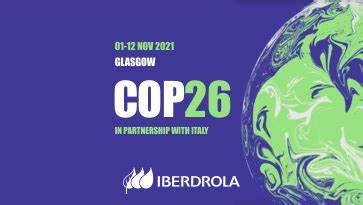 01-12 NOV 2021
GLASGOW
COP26
IN PARTNERSHIP WITH ITALY
IBERDROLA